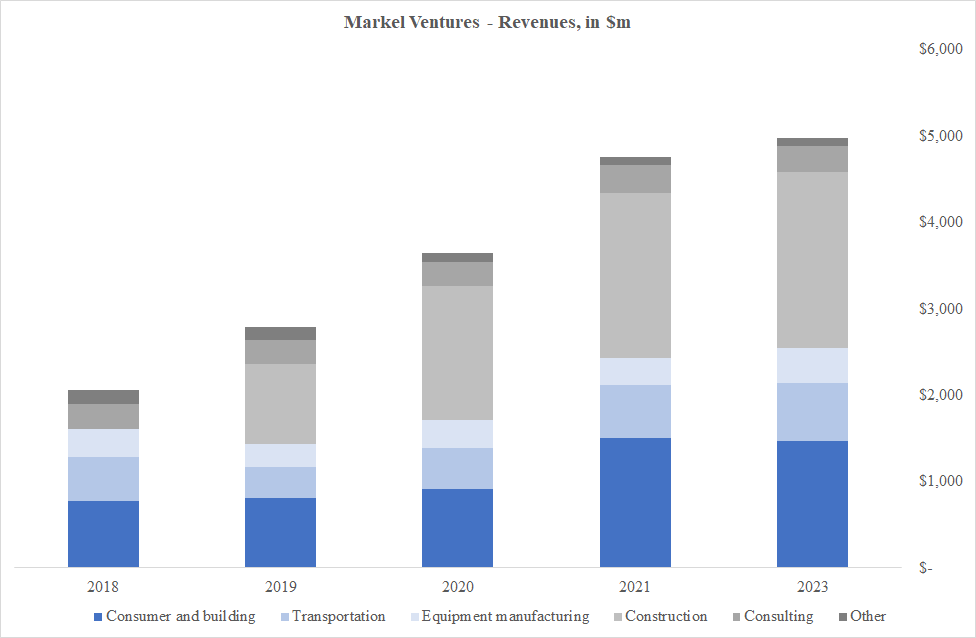 Markel Ventures - Revenues, in $m
$6,000
$5,000
$4,000
$3,000
$2,000
$1,000
$-
2018 2019 2020 2021 2023
Consumer and building Transportation Equipment manufacturing Construction Consulting Other